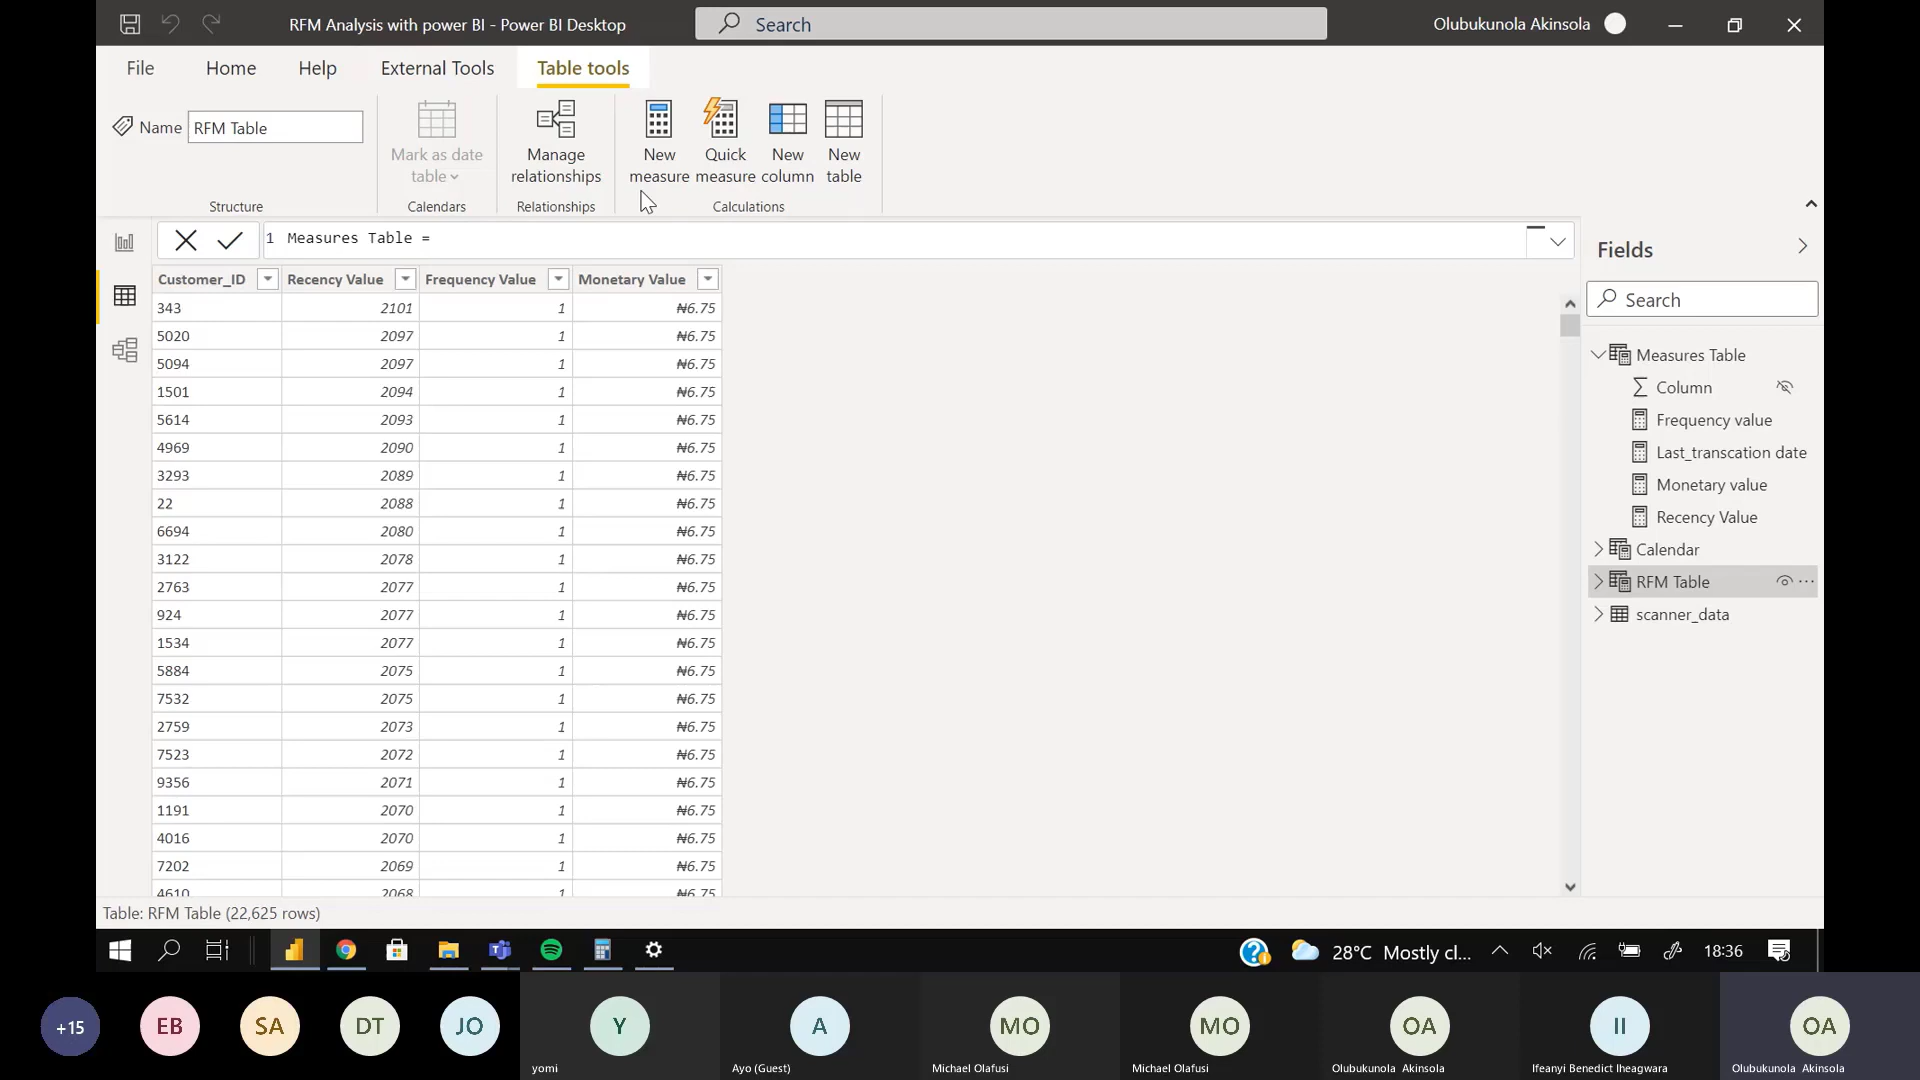 RFM Analysis with power BI - Power BI Desktop
Search
Olubukunola Akinsola
File Home Help External Tools Table tools
Name RFM Table
Mark as date table
Manage relationships
New measure
Quick measure
New column
New table
Structure Calendars Relationships Calculations
1 Measures Table =
Customer_ID Recency Value Frequency Value Monetary Value
343 2101 1 ₦6.75
5020 2097 1 ₦6.75
5094 2097 1 ₦6.75
1501 2094 1 ₦6.75
5614 2093 1 ₦6.75
4969 2090 1 ₦6.75
3293 2089 1 ₦6.75
22 2088 1 ₦6.75
6694 2080 1 ₦6.75
3122 2078 1 ₦6.75
2763 2077 1 ₦6.75
924 2077 1 ₦6.75
1534 2077 1 ₦6.75
5884 2075 1 ₦6.75
7532 2075 1 ₦6.75
2759 2073 1 ₦6.75
7523 2072 1 ₦6.75
9356 2071 1 ₦6.75
1191 2070 1 ₦6.75
4016 2070 1 ₦6.75
7202 2069 1 ₦6.75
4610 2068 1 ₦6.75
Table: RFM Table (22,625 rows)
Fields
Search
Measures Table
Column
Frequency value
Last_transcation date
Monetary value
Recency Value
Calendar
RFM Table
scanner_data
28°C Mostly cl... 18:36
+15 EB SA DT JO Y A MO MO OA II OA
yomi Ayo (Guest) Michael Olafusi Michael Olafusi Olubukunola Akinsola Ifeanyi Benedict Iheagwara Olubukunola Akinsola